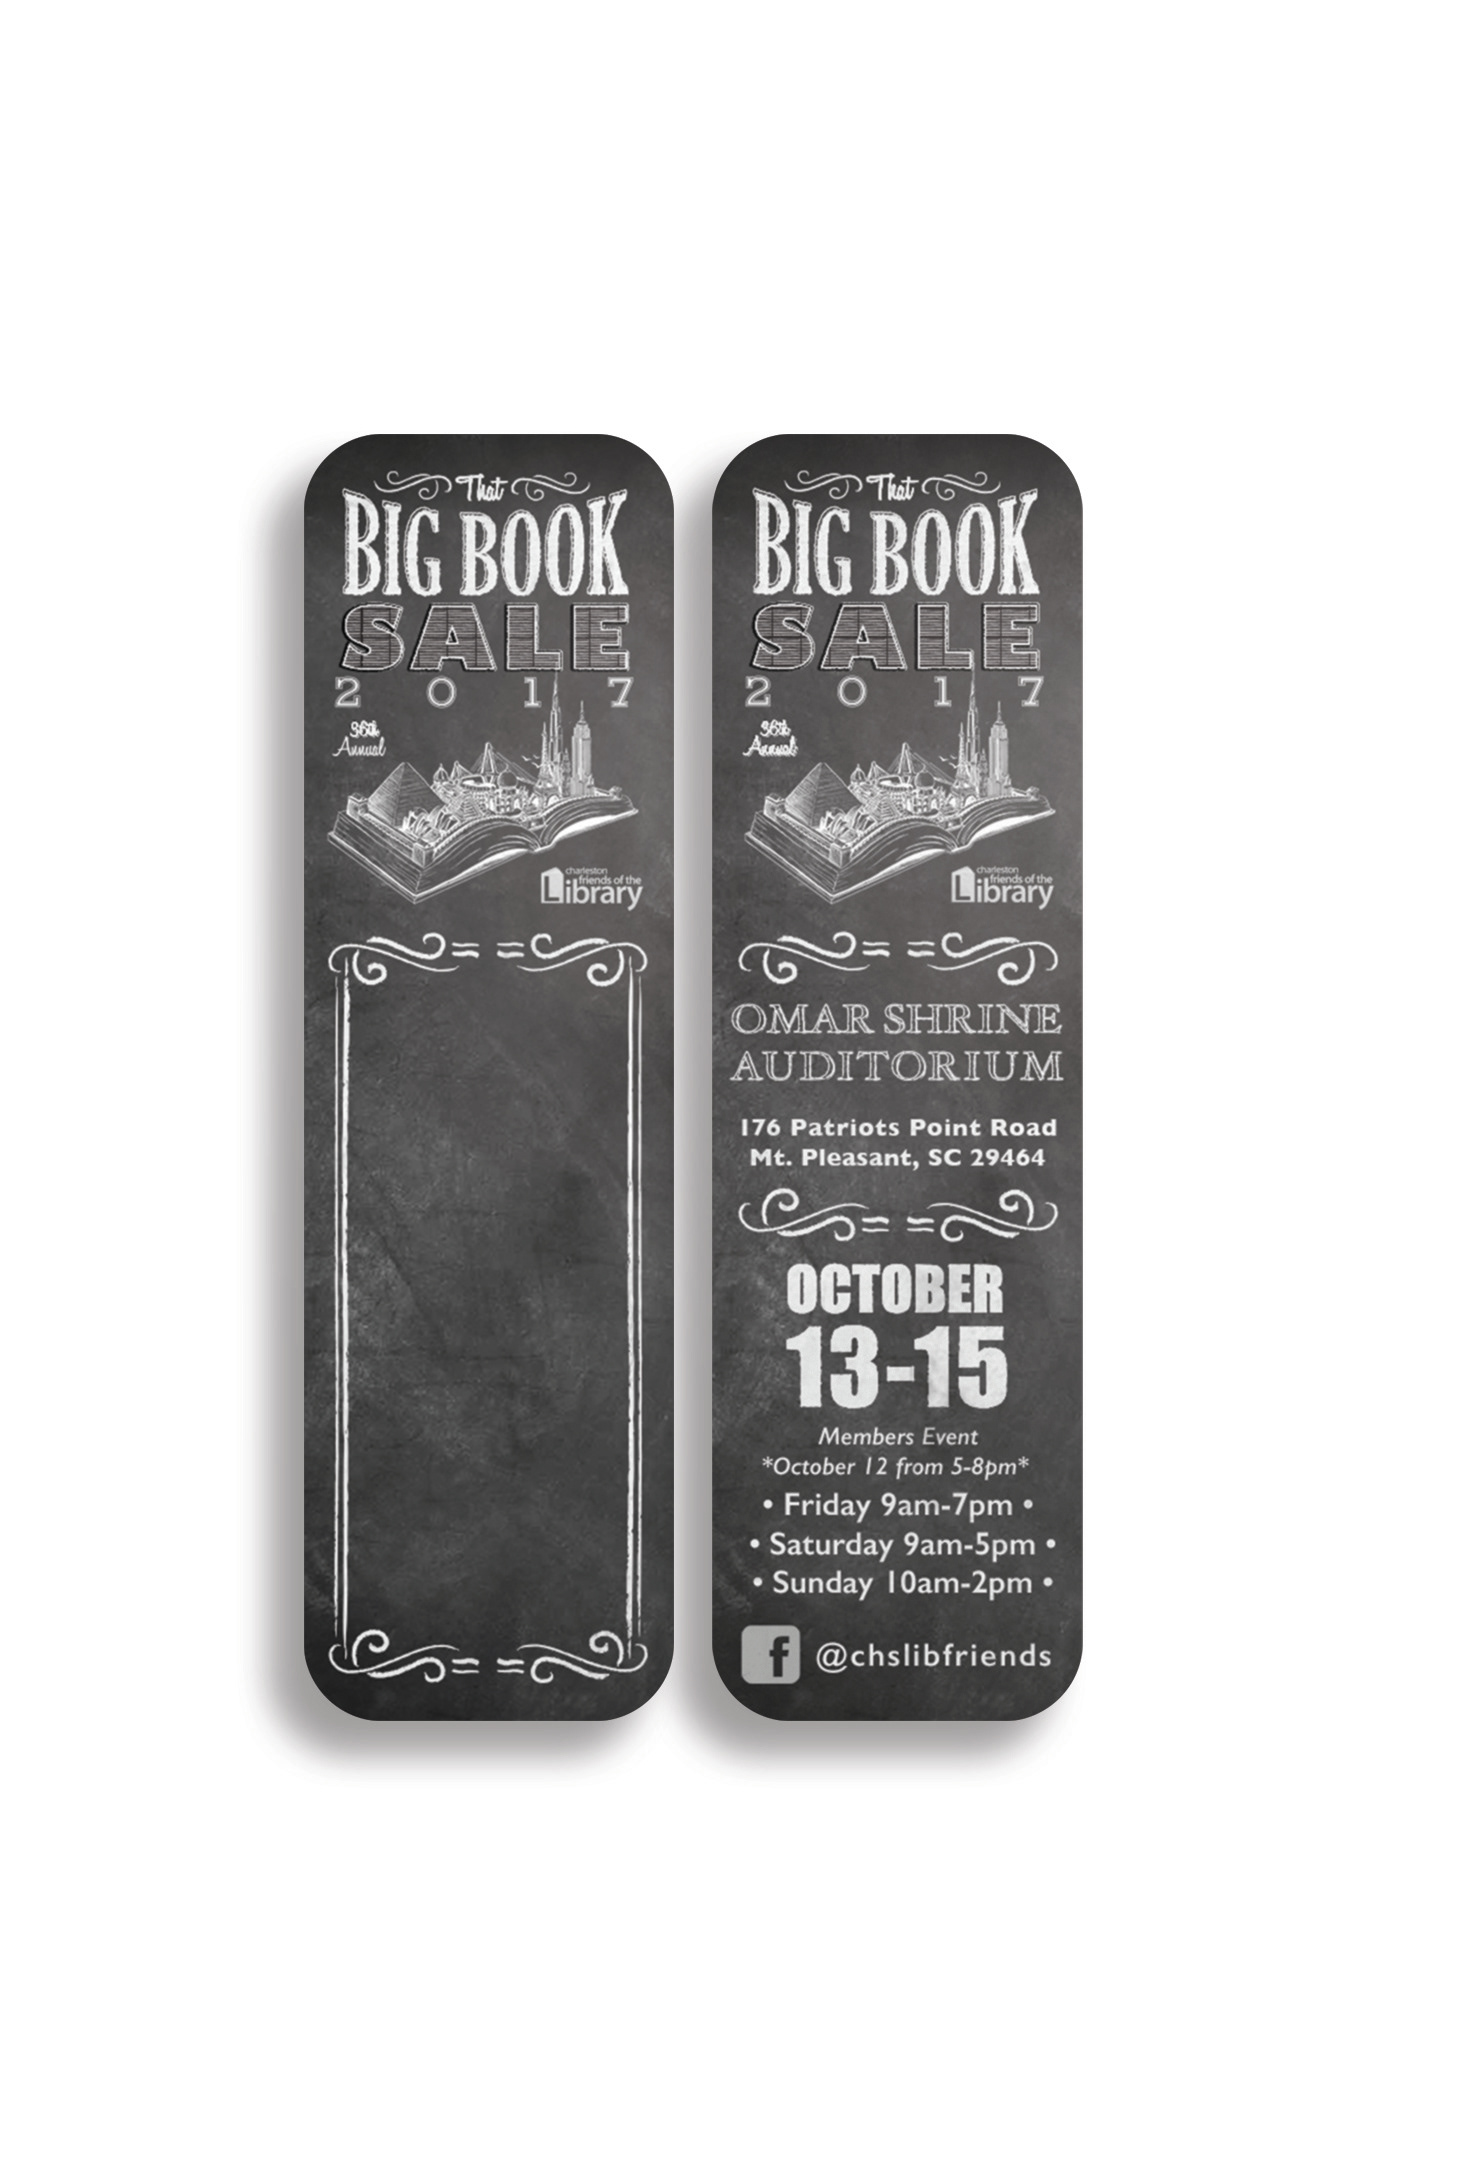 That
BIG BOOK
SALE
2017
36th
Annual
charleston
friends of the
Library
That
BIG BOOK
SALE
2017
36th
Annual
charleston
friends of the
Library
OMAR SHRINE
AUDITORIUM
176 Patriots Point Road
Mt. Pleasant, SC 29464
OCTOBER
13-15
Members Event
*October 12 from 5-8pm*
• Friday 9am-7pm •
• Saturday 9am-5pm •
• Sunday 10am-2pm •
f @chslibfriends